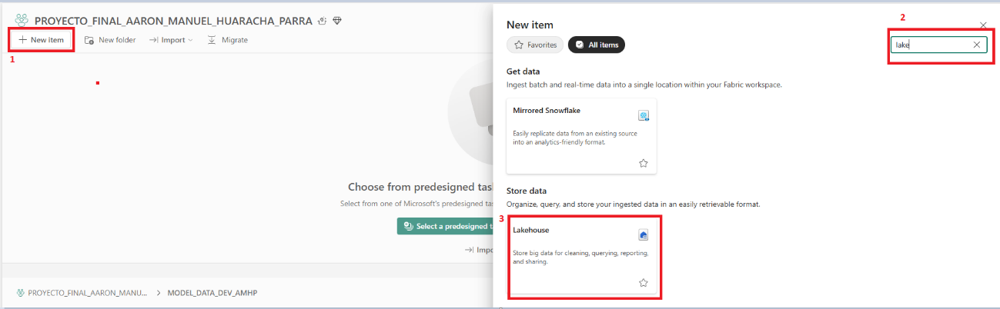 PROYECTO_FINAL_AARON_MANUEL_HUARACHA_PARRA
New item
New folder
Import
Migrate
1
Choose from predesigned tas
Select from one of Microsoft's predesigned ta
Select a predesigned t
Impo
PROYECTO_FINAL_AARON_MANU...
MODEL_DATA_DEV_AMHP
New item
2
Favorites
All items
lake
Get data
Ingest batch and real-time data into a single location within your Fabric workspace.
Mirrored Snowflake
Easily replicate data from an existing source
into an analytics-friendly format.
Store data
Organize, query, and store your ingested data in an easily retrievable format.
3
Lakehouse
Store big data for cleaning, querying, reporting,
and sharing.